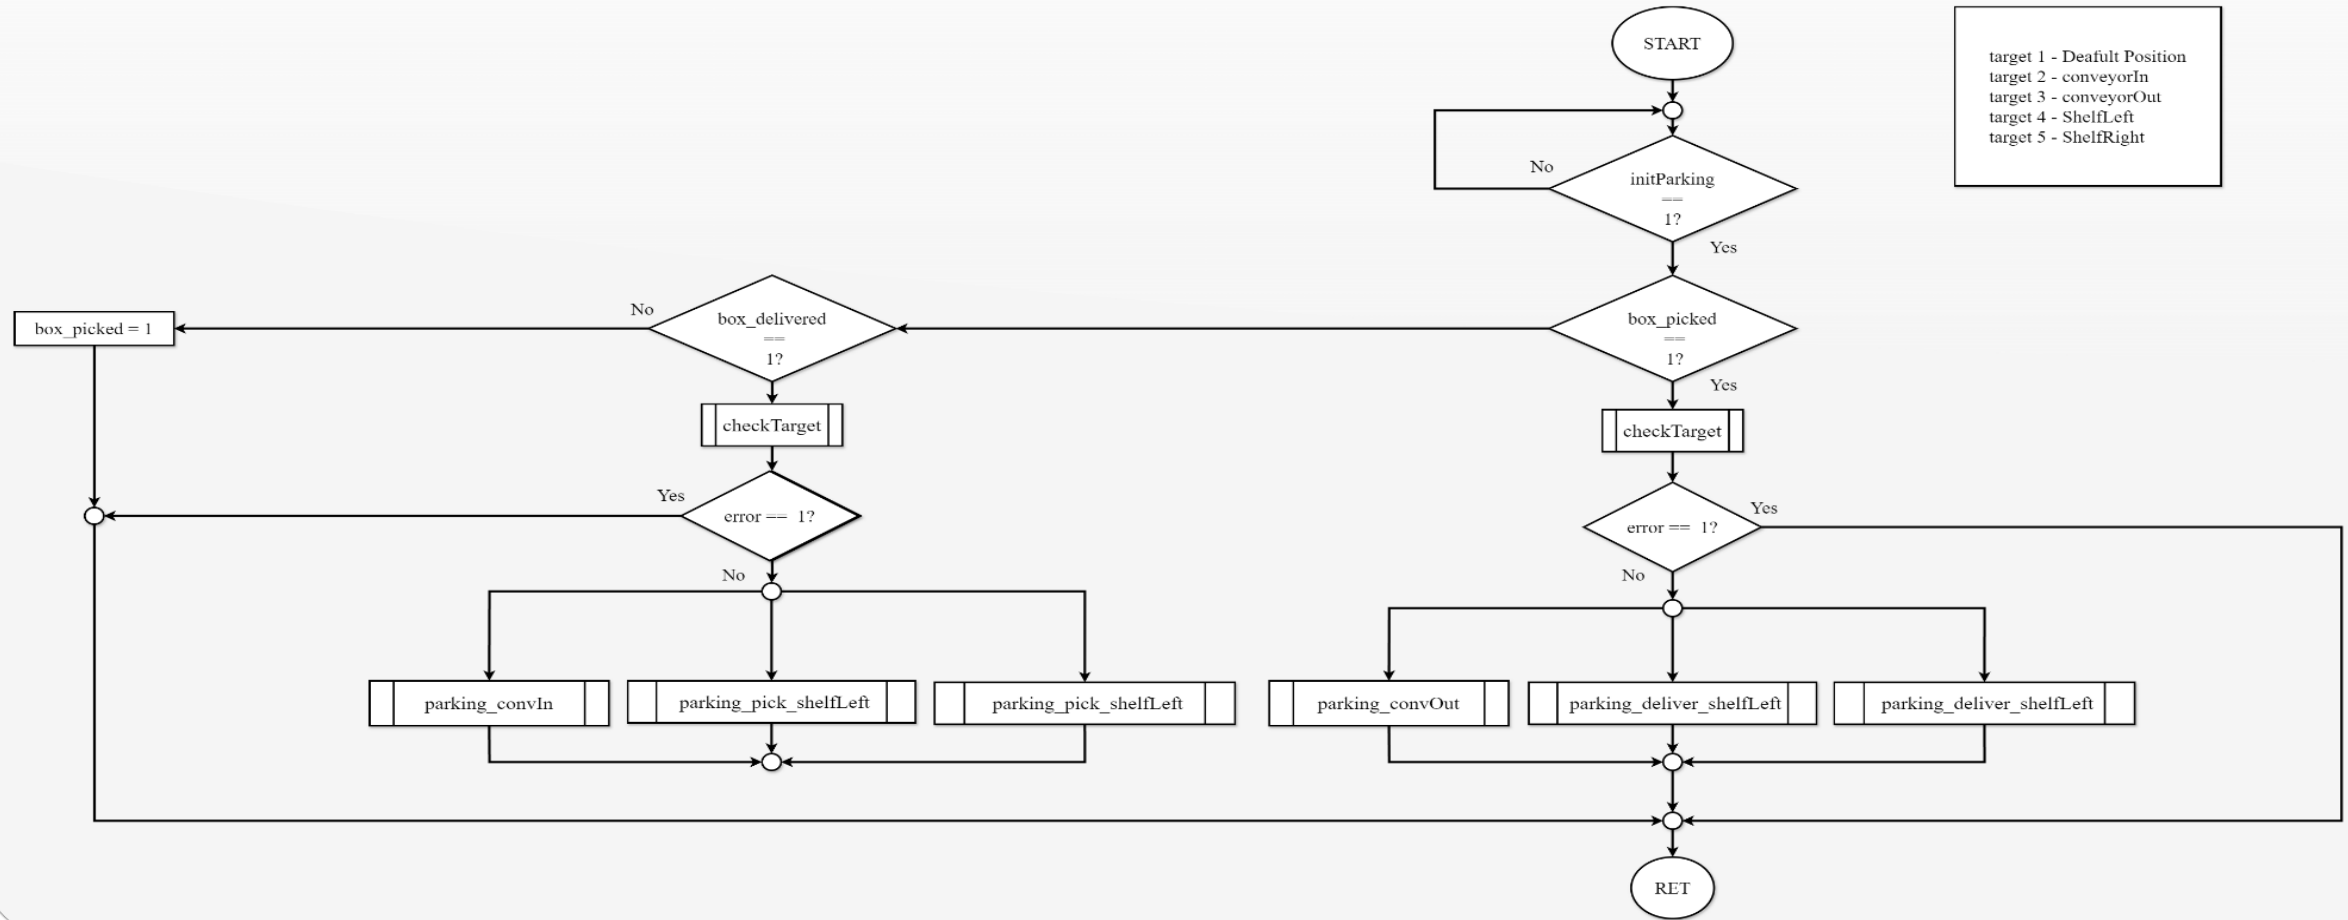 START
target 1 - Deafult Position
target 2 - conveyorIn
target 3 - conveyorOut
target 4 - ShelfLeft
target 5 - ShelfRight
No
initParking
==
1?
Yes
No
box_picked = 1
box_delivered
==
1?
box_picked
==
1?
Yes
checkTarget
checkTarget
Yes
error == 1?
No
error == 1?
Yes
No
parking_convIn
parking_pick_shelfLeft
parking_pick_shelfLeft
parking_convOut
parking_deliver_shelfLeft
parking_deliver_shelfLeft
RET